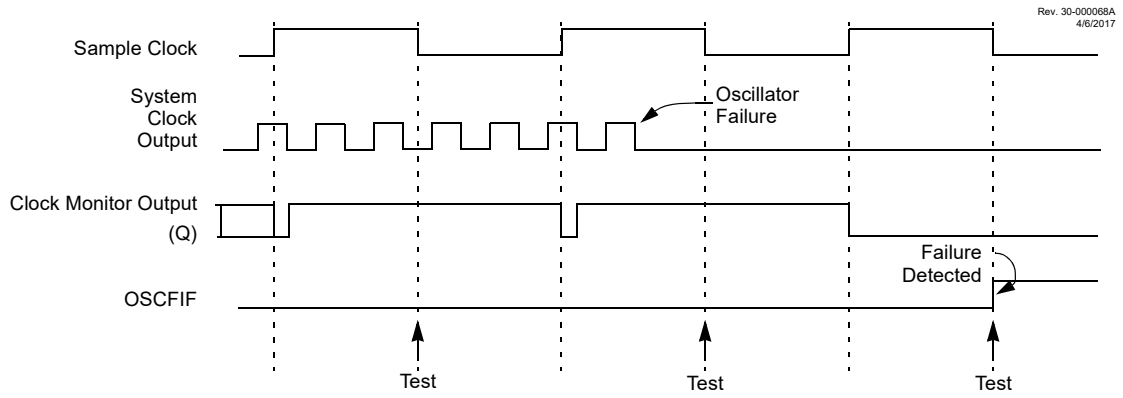 Rev. 30-000068A
4/6/2017
Sample Clock
System
Clock
Output
Oscillator
Failure
Clock Monitor Output
(Q)
Failure
Detected
OSCFIF
Test
Test
Test